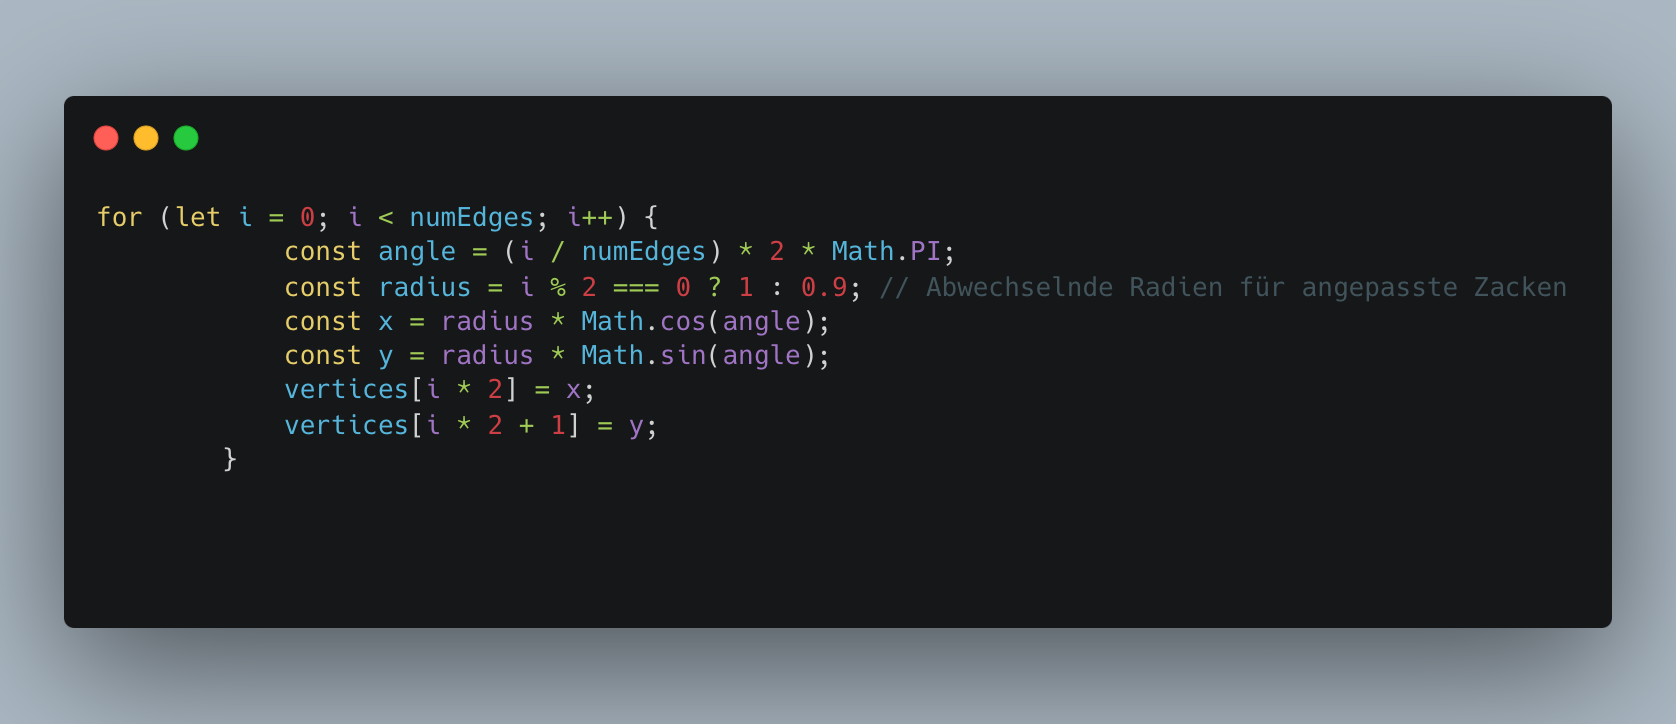 for (let i = 0; i < numEdges; i++) {
            const angle = (i / numEdges) * 2 * Math.PI;
            const radius = i % 2 === 0 ? 1 : 0.9; // Abwechselnde Radien für angepasste Zacken
            const x = radius * Math.cos(angle);
            const y = radius * Math.sin(angle);
            vertices[i * 2] = x;
            vertices[i * 2 + 1] = y;
        }